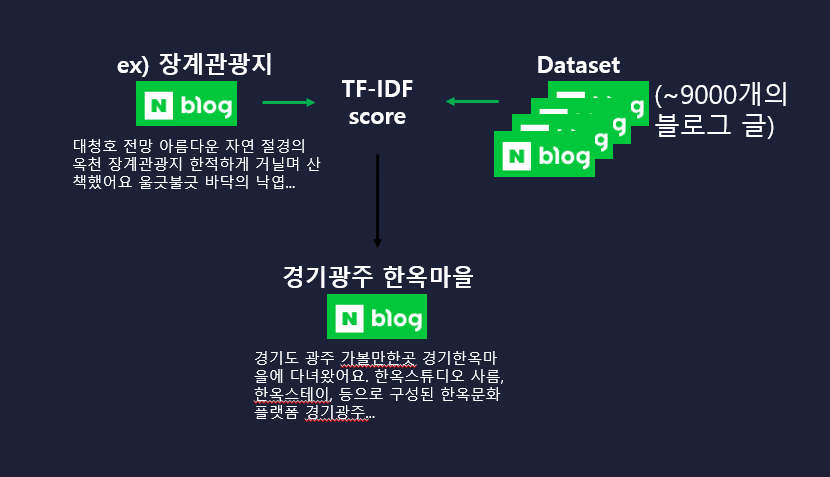 ex) 장계관광지
N blog
대청호 전망 아름다운 자연 절경의
옥천 장계관광지 한적하게 거닐며 산
책했어요 울긋불긋 바닥의 낙엽...
TF-IDF
score
Dataset
N blog
N blog
N blog
N blog
(~9000개의
블로그 글)
경기광주 한옥마을
N blog
경기도 광주 가볼만한곳 경기한옥마
을에 다녀왔어요. 한옥스튜디오 사름,
한옥스테이, 등으로 구성된 한옥문화
플랫폼 경기광주...